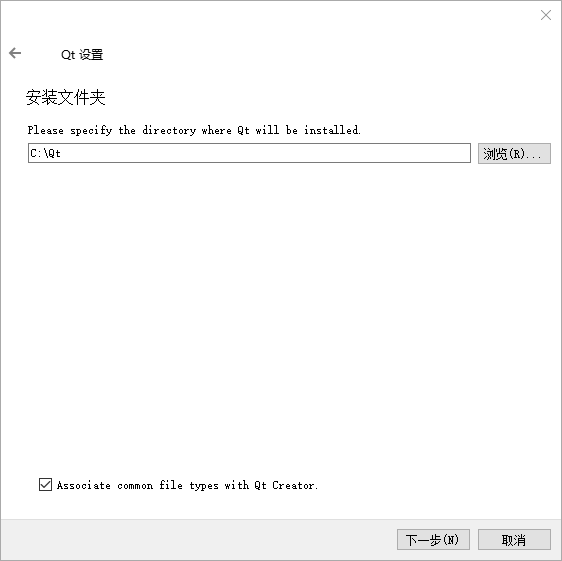 Qt 设置
安装文件夹
Please specify the directory where Qt will be installed.
C:\Qt
浏览(R)...
Associate common file types with Qt Creator.
下一步(N)
取消